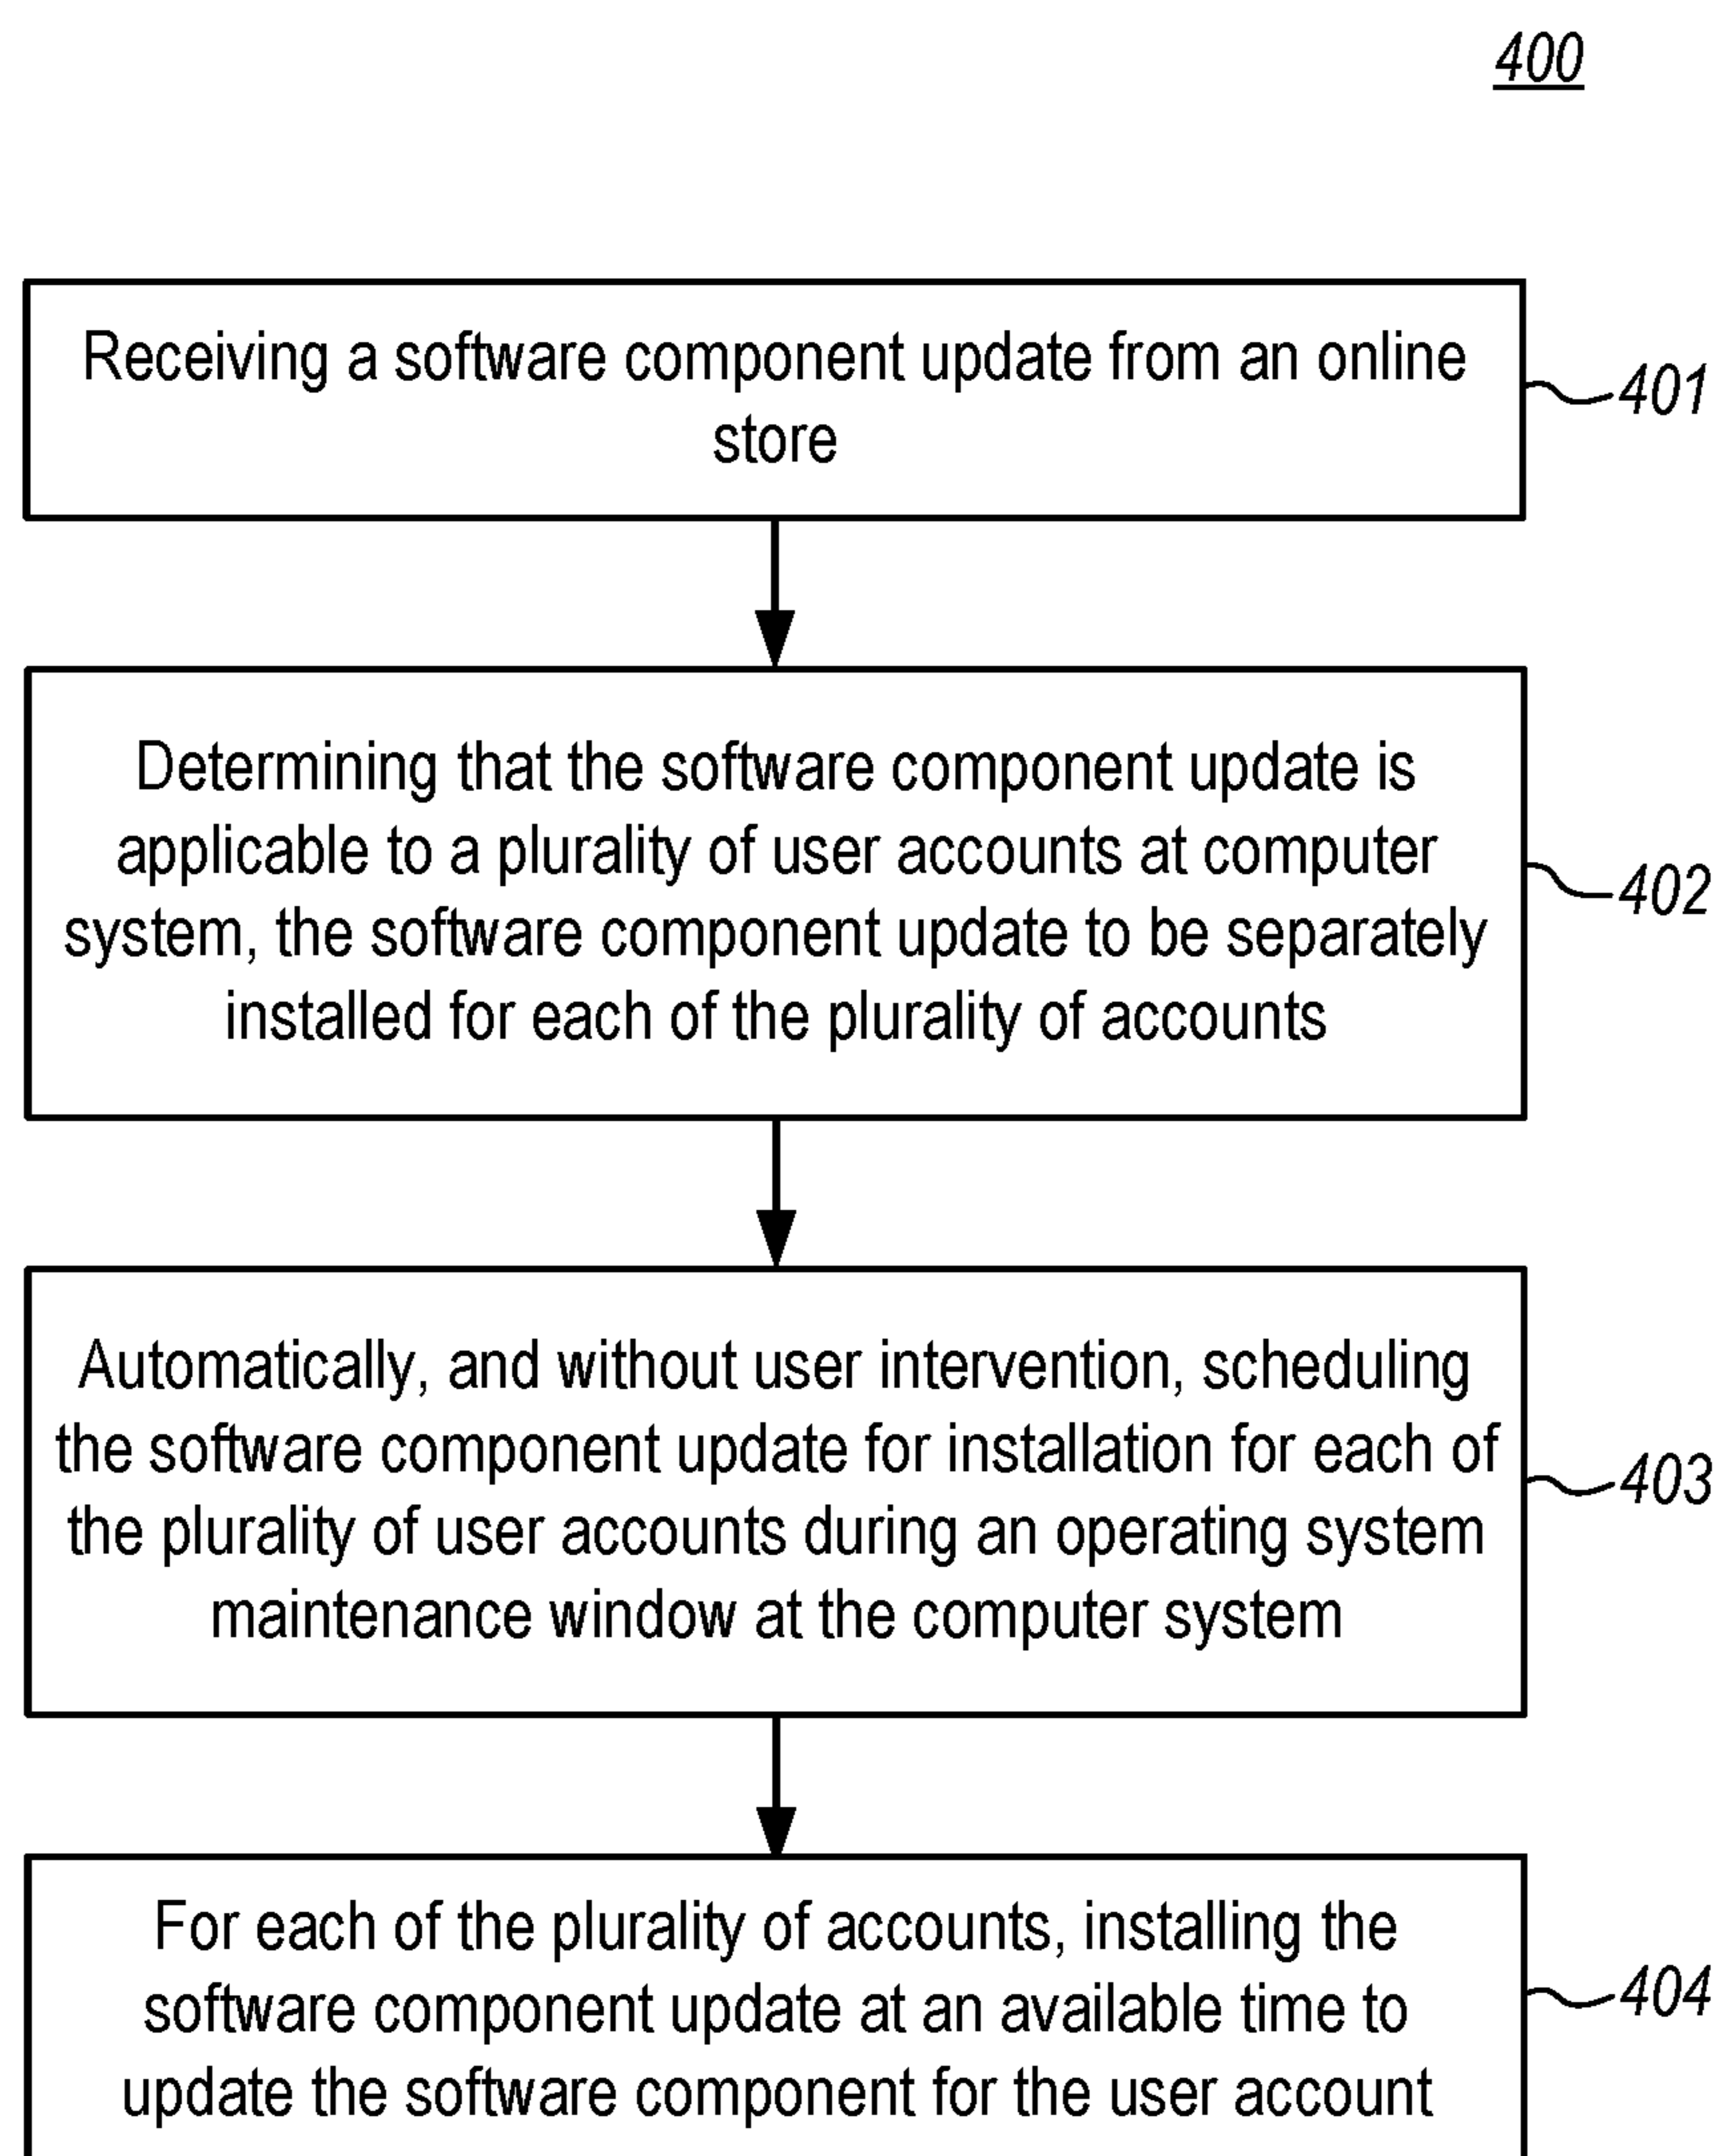 400
Receiving a software component update from an online
store
401
Determining that the software component update is
applicable to a plurality of user accounts at computer
system, the software component update to be separately
installed for each of the plurality of accounts
402
Automatically, and without user intervention, scheduling
the software component update for installation for each of
the plurality of user accounts during an operating system
maintenance window at the computer system
403
For each of the plurality of accounts, installing the
software component update at an available time to
update the software component for the user account
404